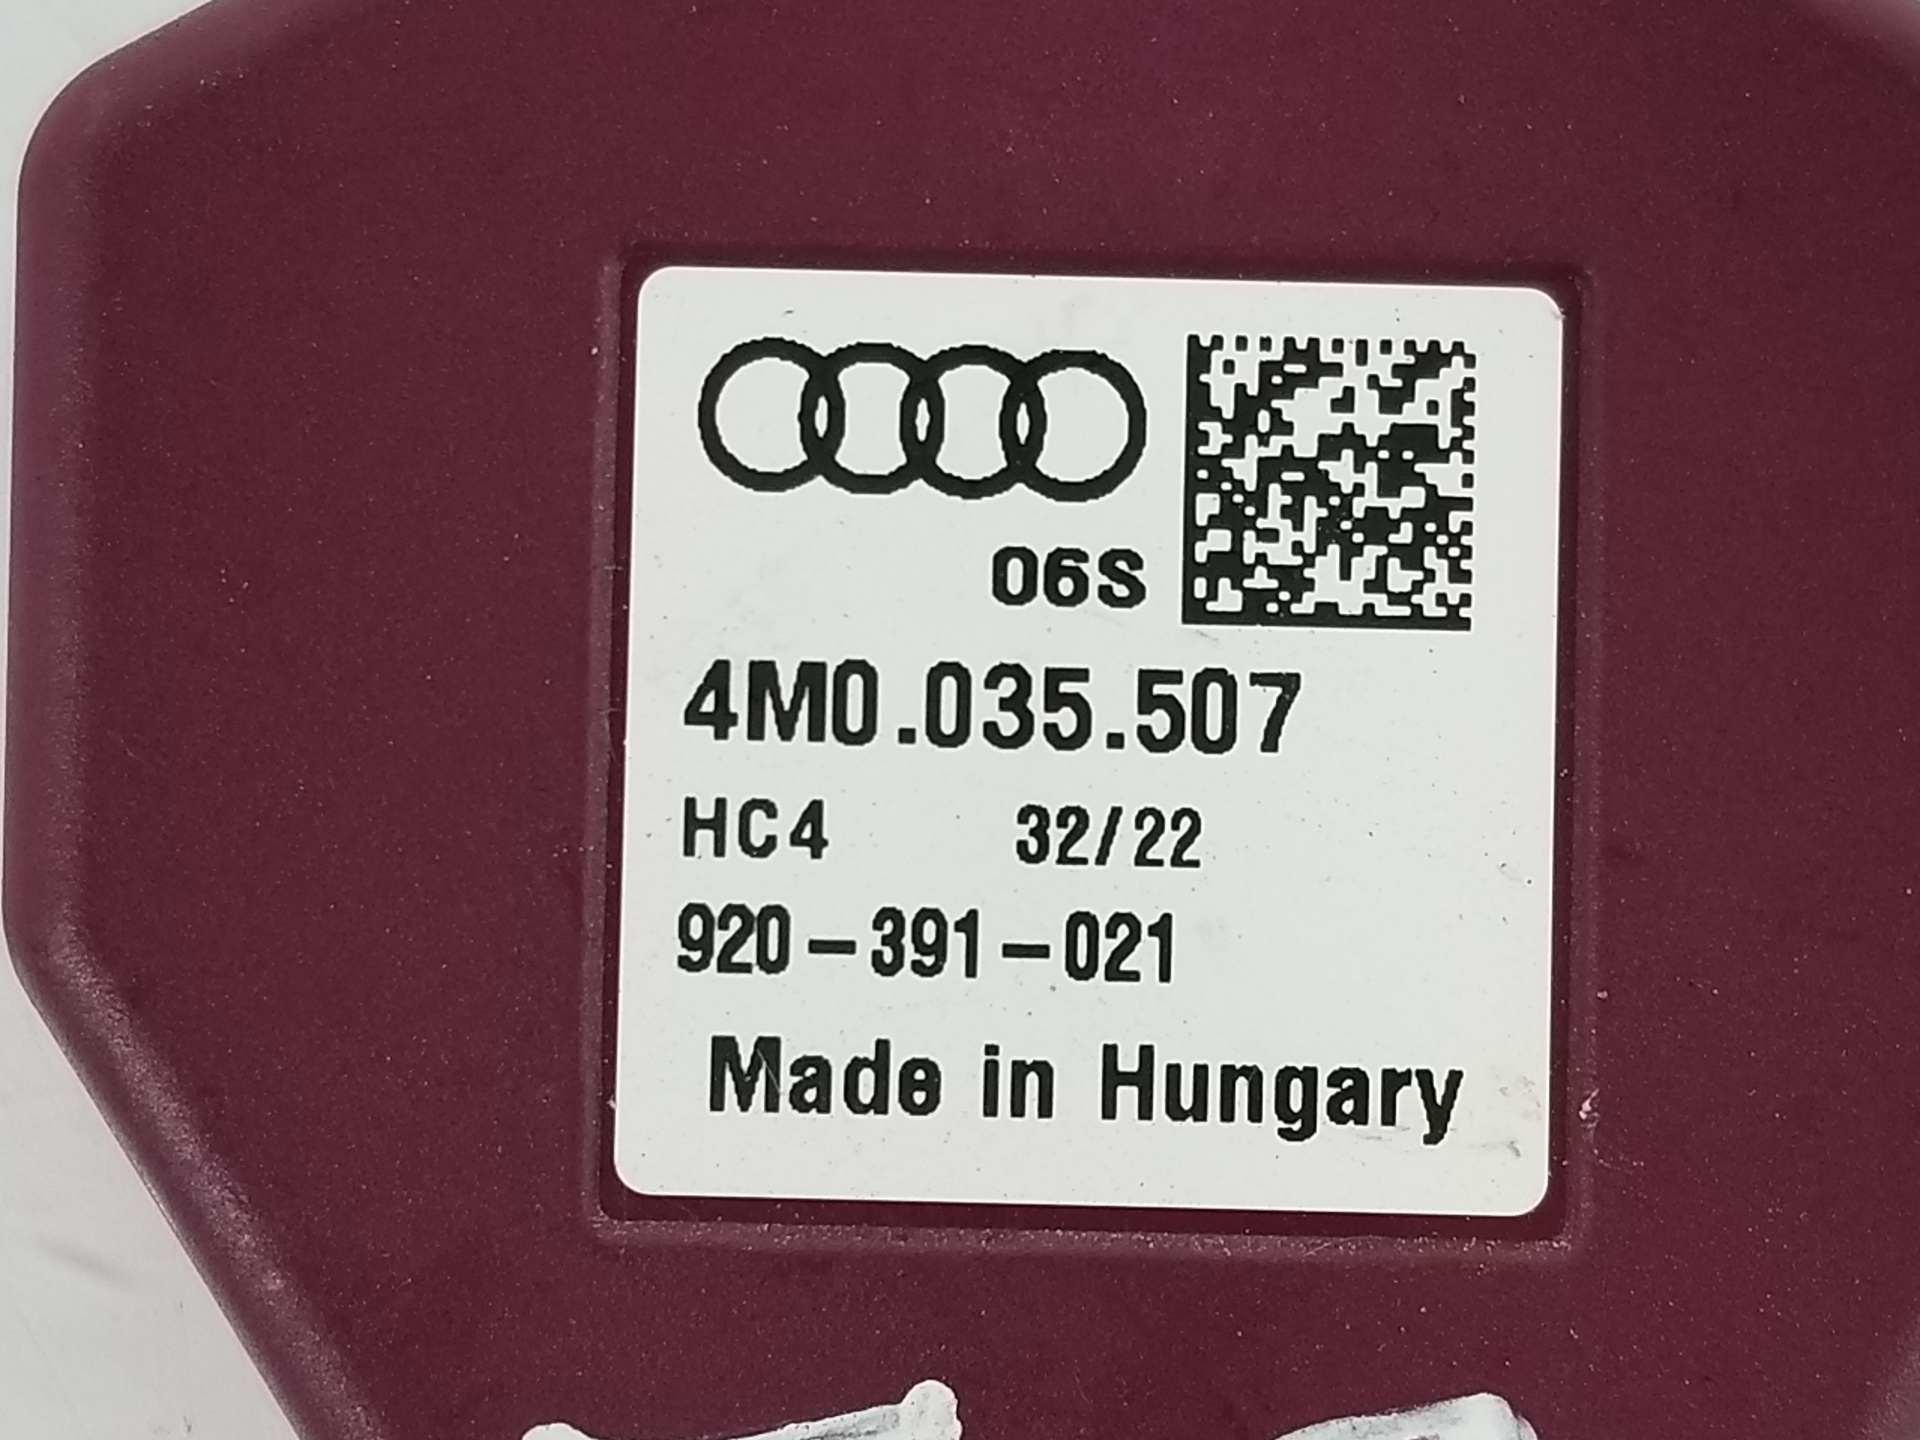 06S
4M0.035.507
HC4 32/22
920-391-021
Made in Hungary